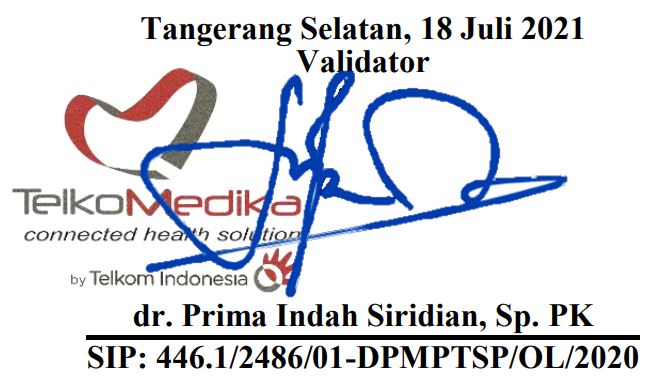 Tangerang Selatan, 18 Juli 2021
Validator
TelkoMedika
connected health solution
by Telkom Indonesia
dr. Prima Indah Siridian, Sp. PK
SIP: 446.1/2486/01-DPMPTSP/OL/2020